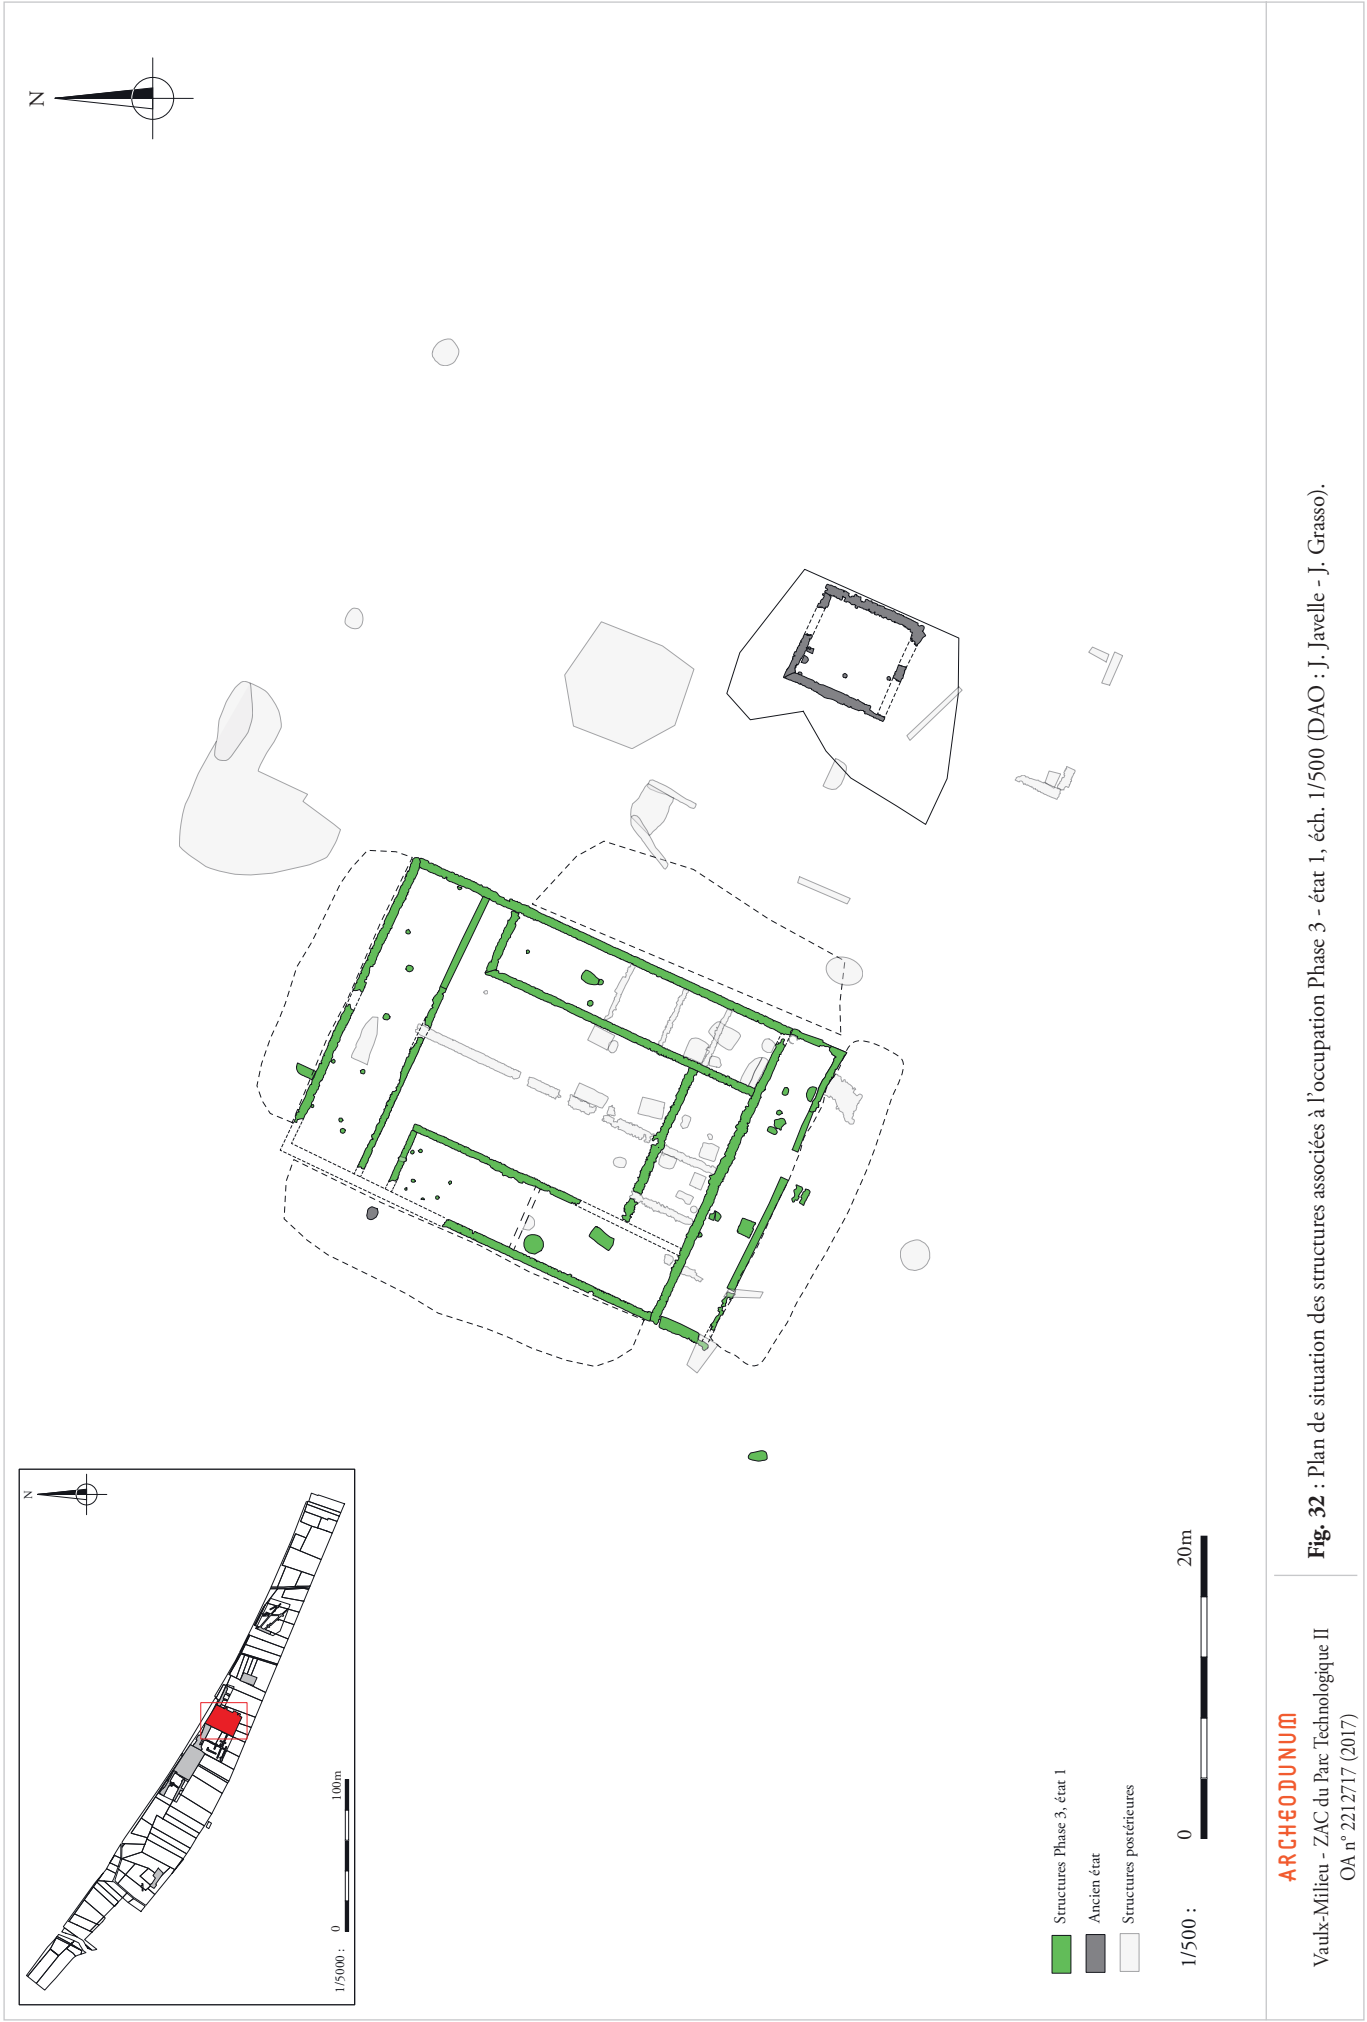 N
N
0
100m
1/5000 :
Structures Phase 3, état 1
Ancien état
Structures postérieures
0
20m
1/500 :
ARCHEODUNUM
Vaulx-Milieu - ZAC du Parc Technologique II
OA n° 2212717 (2017)
Fig. 32 : Plan de situation des structures associées à l'occupation Phase 3 - état 1, éch. 1/500 (DAO : J. Javelle - J. Grasso).